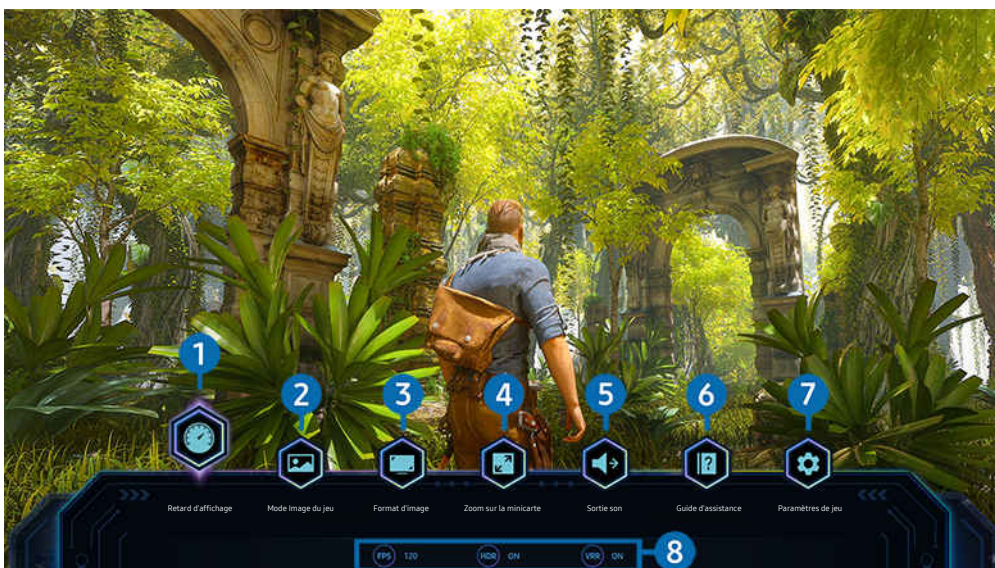 1
2
3
4
5
6
7
?
Retard d'affichage
Mode Image du jeu
Format d'image
Zoom sur la minicarte
Sortie son
Guide d'assistance
Paramètres de jeu
FPS 120 HDR ON VRR ON 8